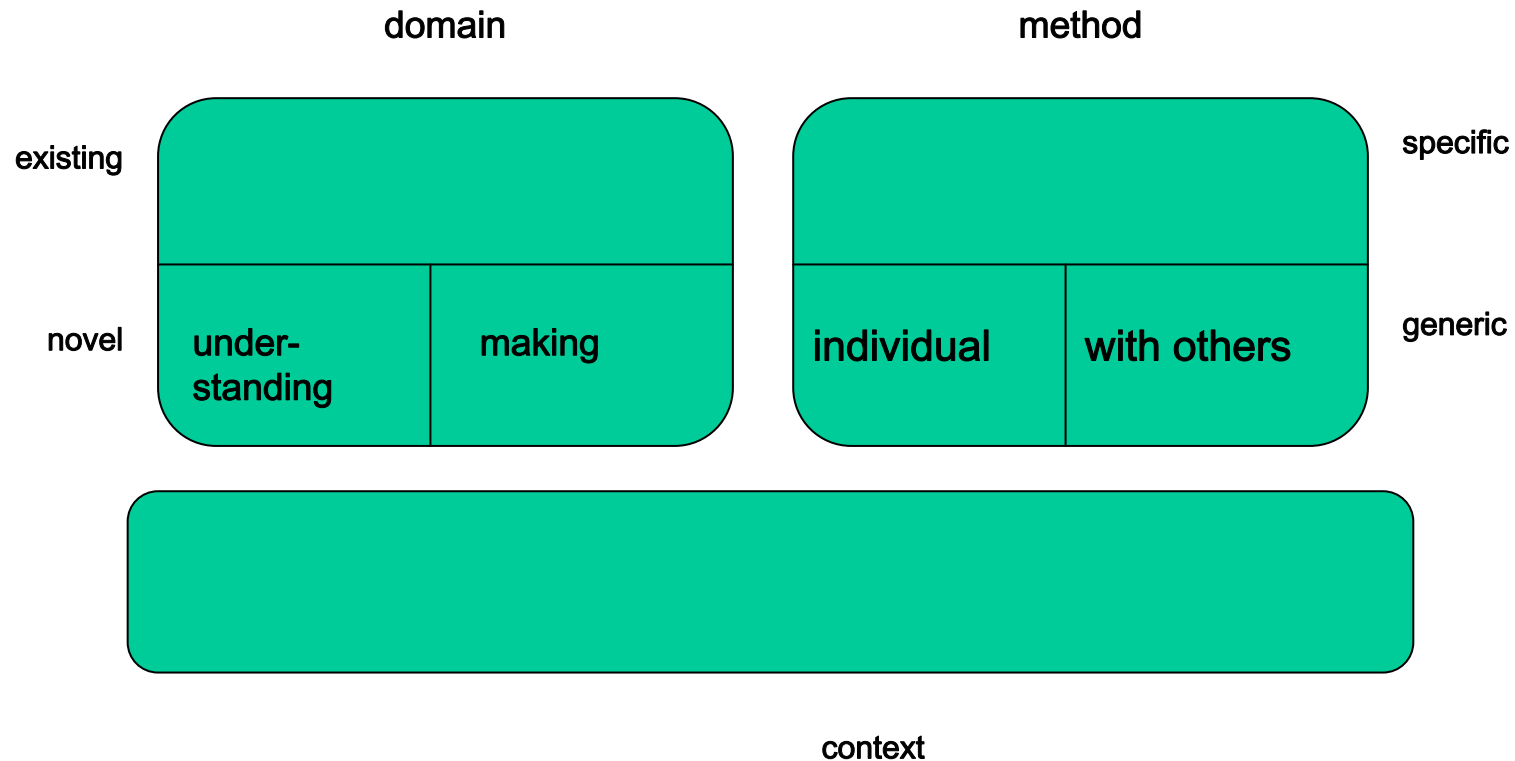 domain
method
existing
specific
novel
under-
standing
making
individual
with others
generic
context